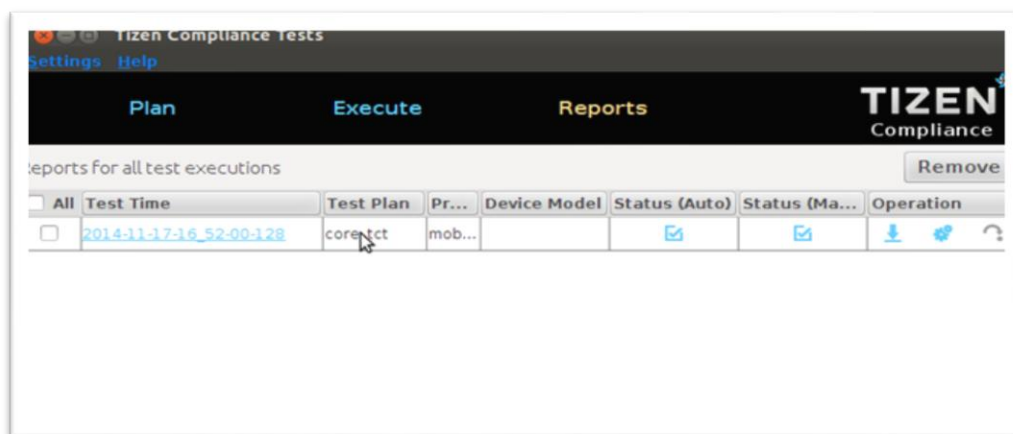 Tizen Compliance Tests
Settings Help
Plan Execute Reports TIZEN
Compliance
eports for all test executions Remove
All Test Time Test Plan Pr... Device Model Status (Auto) Status (Ma... Operation
2014-11-17-16_52-00-128 core tct mob...